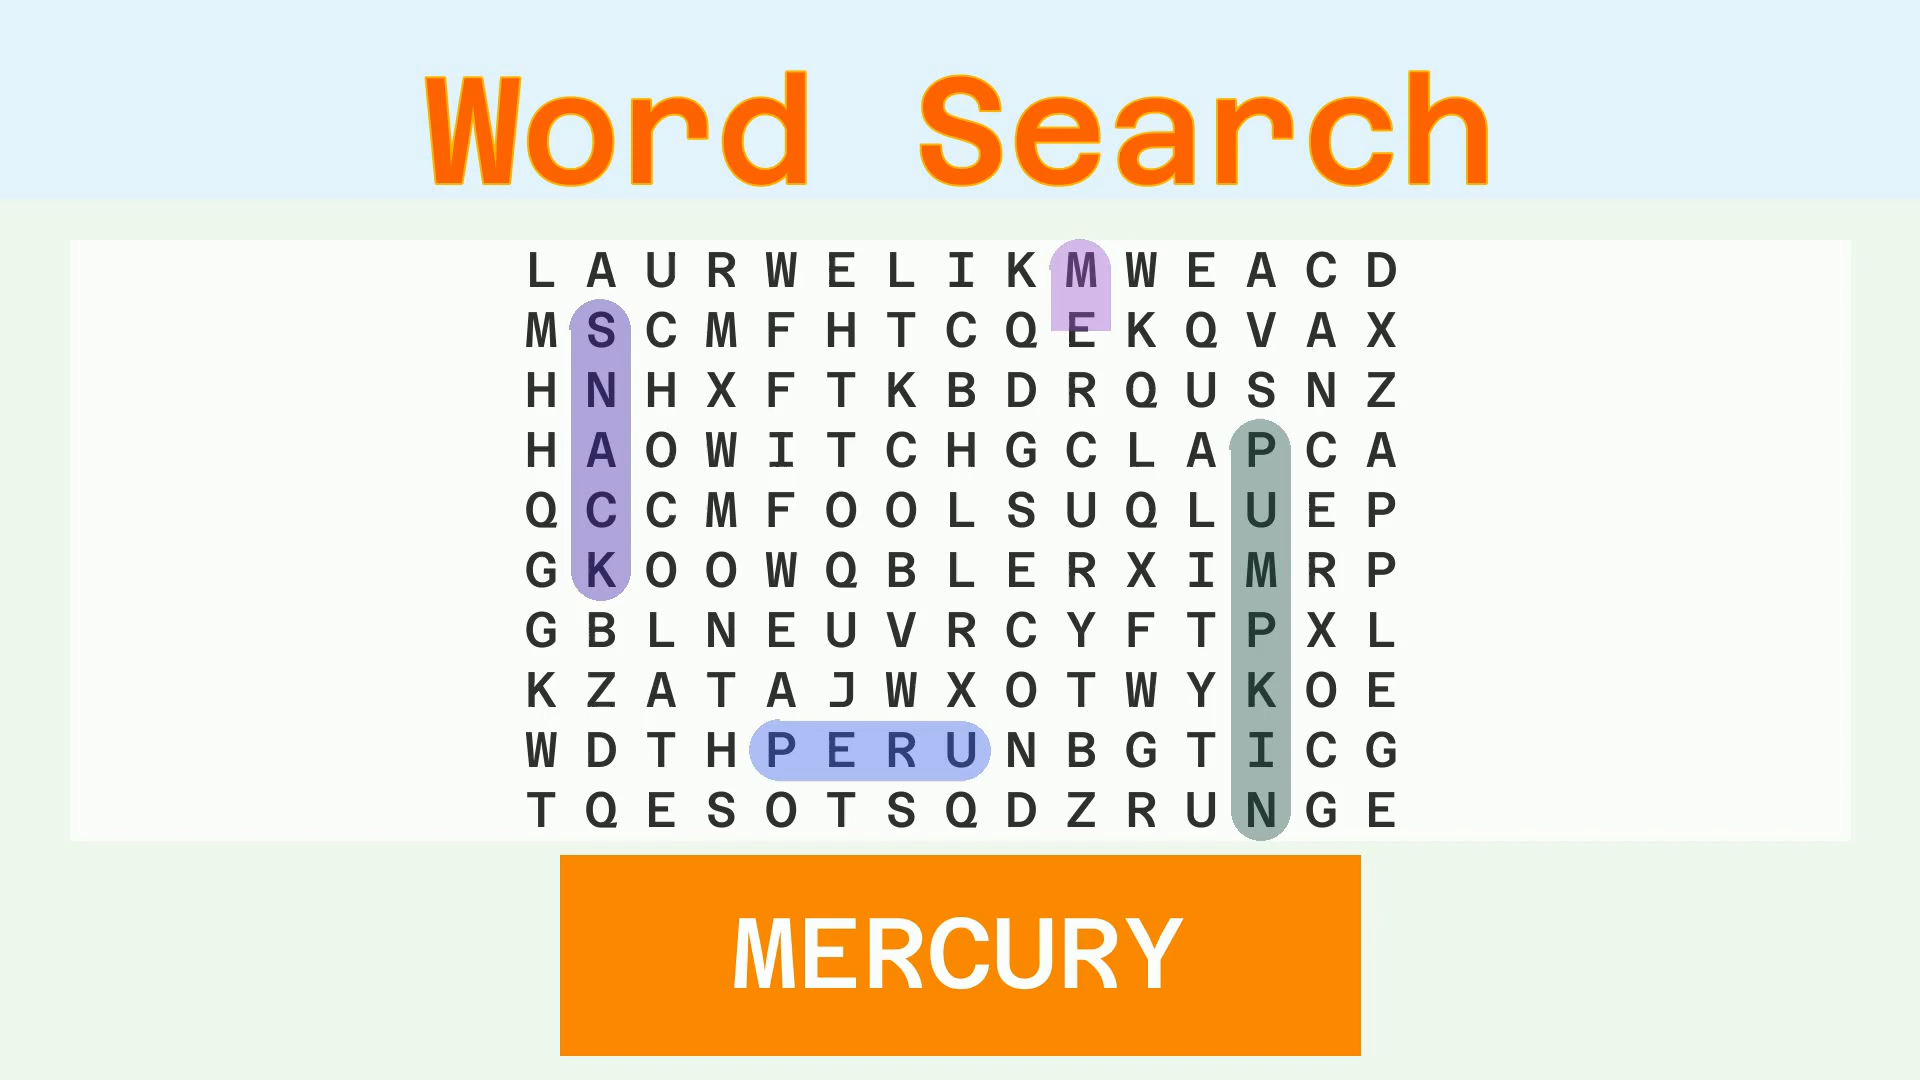 Word Search
L A U R W E L I K M W E A C D
M S C M F H T C Q E K Q V A X
H N H X F T K B D R Q U S N Z
H A O W I T C H G C L A P C A
Q C C M F O O L S U Q L U E P
G K O O W Q B L E R X I M R P
G B L N E U V R C Y F T P X L
K Z A T A J W X O T W Y K O E
W D T H P E R U N B G T I C G
T Q E S O T S Q D Z R U N G E
MERCURY